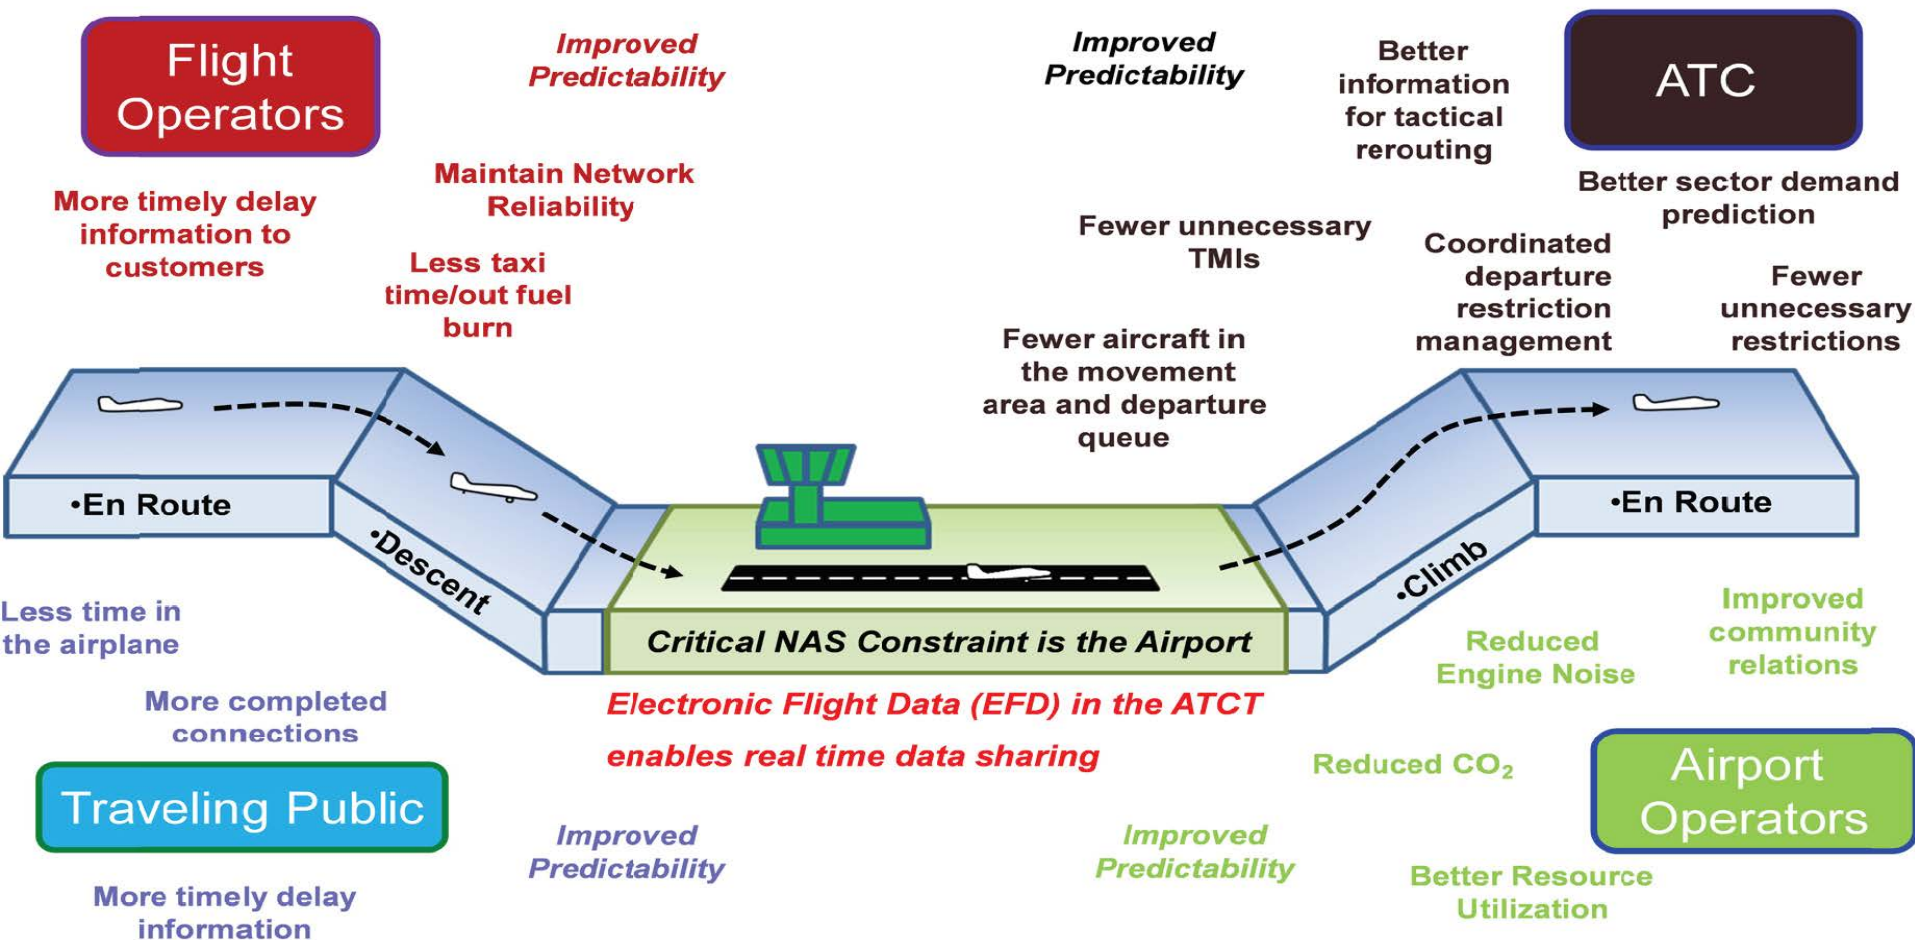 Flight
Operators
Improved
Predictability
Maintain Network
Reliability
More timely delay
information to
customers
Less taxi
time/out fuel
burn
Improved
Predictability
Better
information
for tactical
rerouting
ATC
Better sector demand
prediction
Fewer unnecessary
TMIs
Coordinated
departure
restriction
management
Fewer
unnecessary
restrictions
Fewer aircraft in
the movement
area and departure
queue
•En Route
•Descent
Critical NAS Constraint is the Airport
•Climb
•En Route
Electronic Flight Data (EFD) in the ATCT
enables real time data sharing
Less time in
the airplane
More completed
connections
Traveling Public
More timely delay
information
Improved
Predictability
Improved
community
relations
Reduced
Engine Noise
Reduced CO₂
Airport
Operators
Improved
Predictability
Better Resource
Utilization